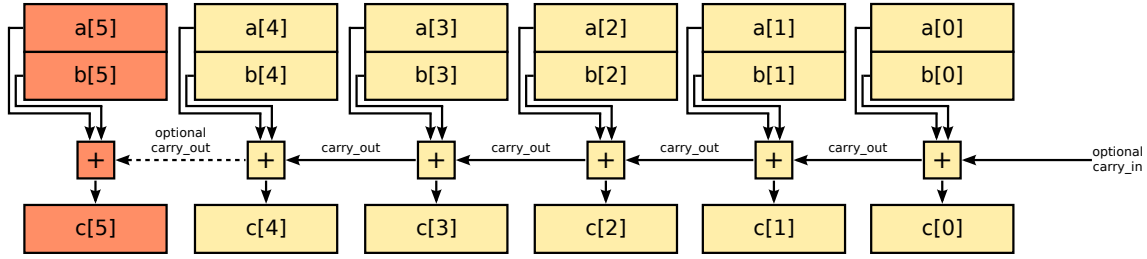 a[5] a[4] a[3] a[2] a[1] a[0]
b[5] b[4] b[3] b[2] b[1] b[0]
optional
carry_out carry_out carry_out carry_out carry_out
+ + + + + +
optional
carry_in
c[5] c[4] c[3] c[2] c[1] c[0]